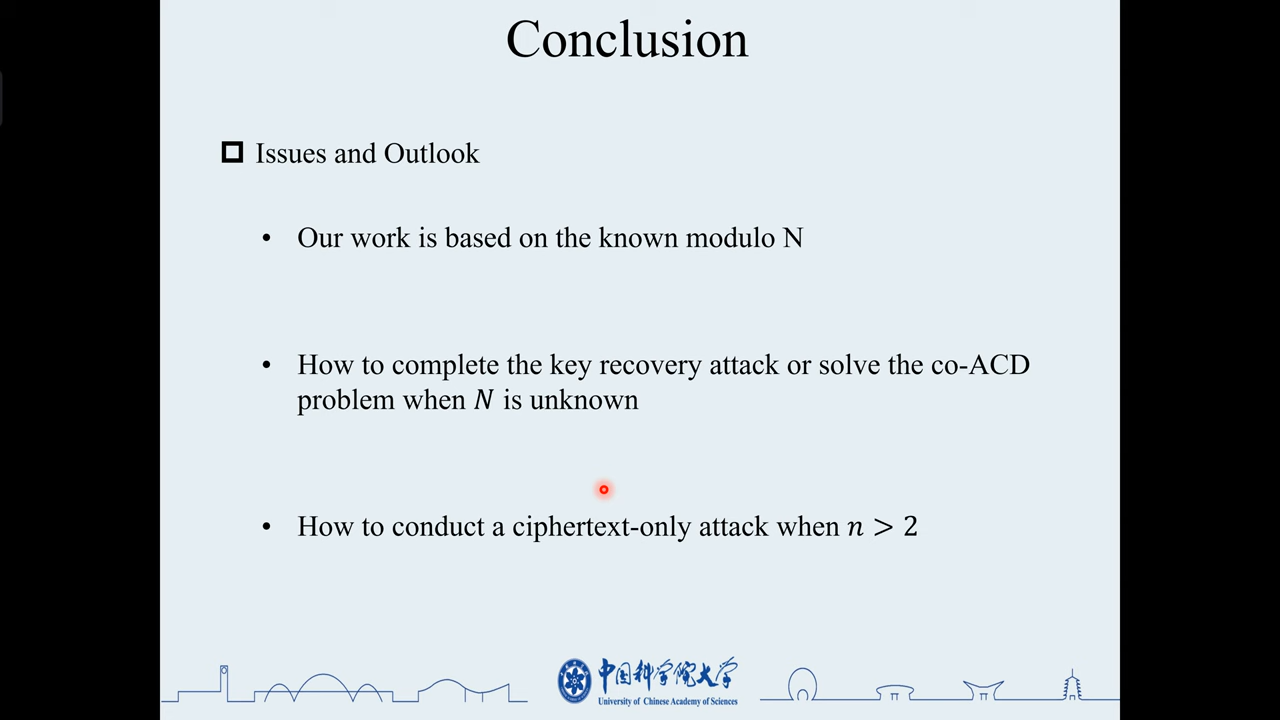 Conclusion
Issues and Outlook
• Our work is based on the known modulo N
• How to complete the key recovery attack or solve the co-ACD
problem when N is unknown
• How to conduct a ciphertext-only attack when n > 2
中国科学院大学
University of Chinese Academy of Sciences